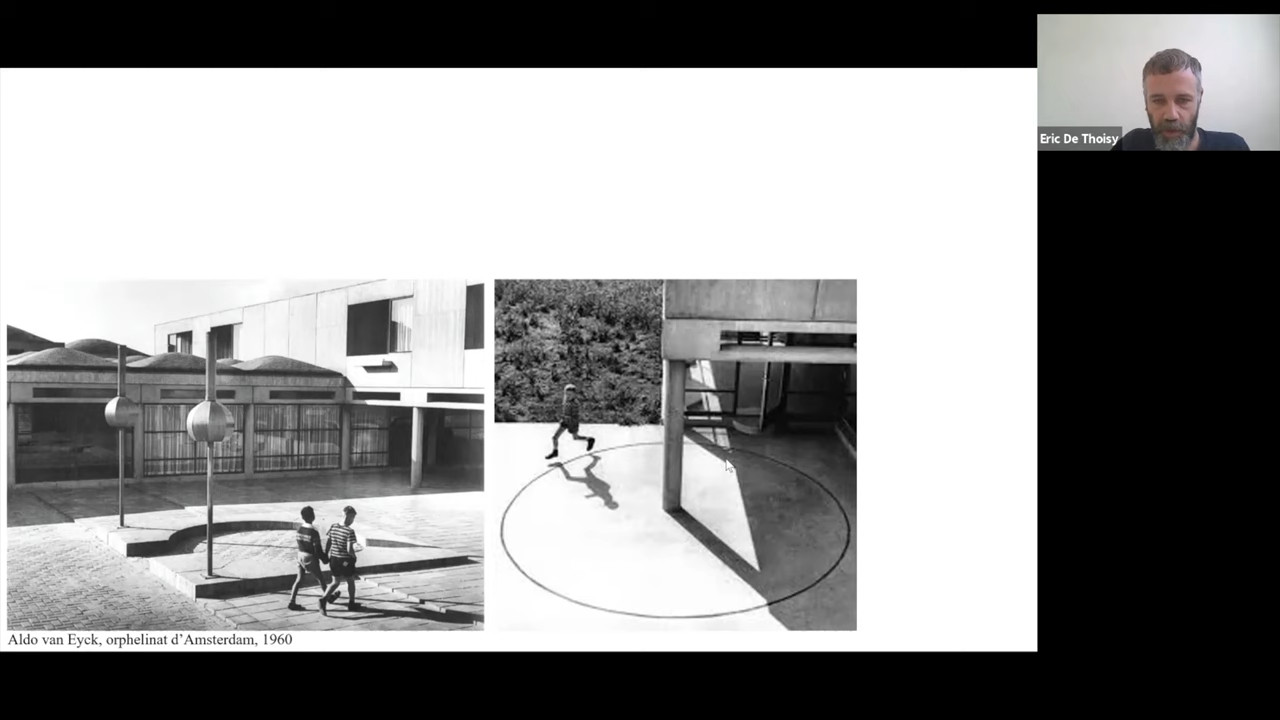 Eric De Thoisy
Aldo van Eyck, orphelinat d'Amsterdam, 1960